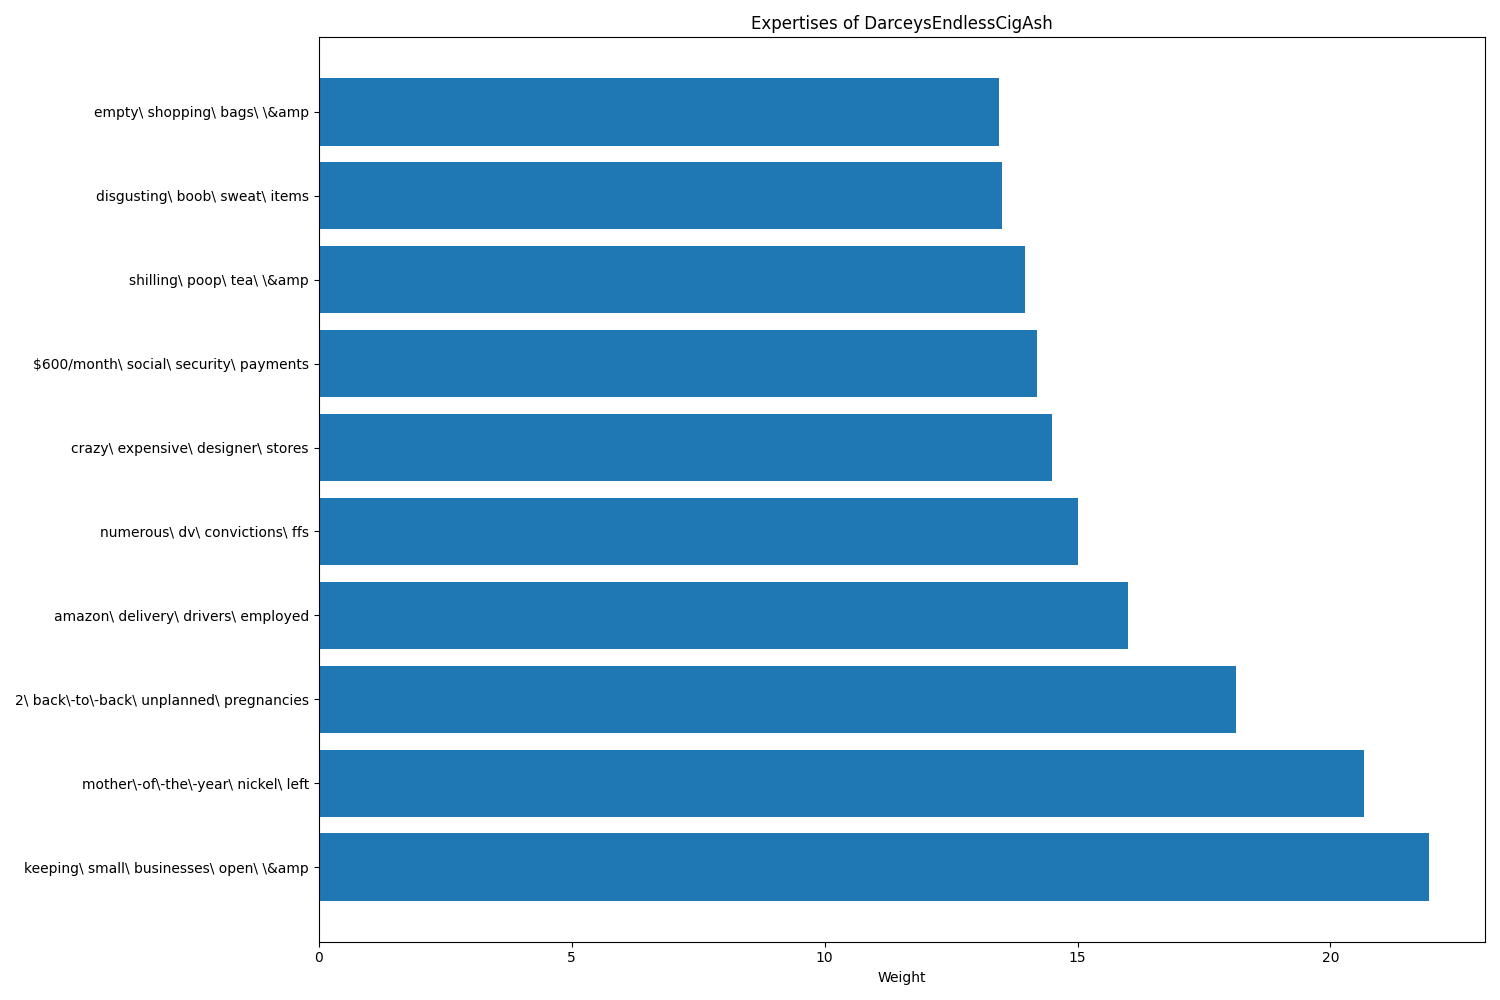 Expertises of DarceysEndlessCigAsh
empty\ shopping\ bags\ \&amp
disgusting\ boob\ sweat\ items
shilling\ poop\ tea\ \&amp
$600/month\ social\ security\ payments
crazy\ expensive\ designer\ stores
numerous\ dv\ convictions\ ffs
amazon\ delivery\ drivers\ employed
2\ back\-to\-back\ unplanned\ pregnancies
mother\-of\-the\-year\ nickel\ left
keeping\ small\ businesses\ open\ \&amp
0 5 10 15 20
Weight